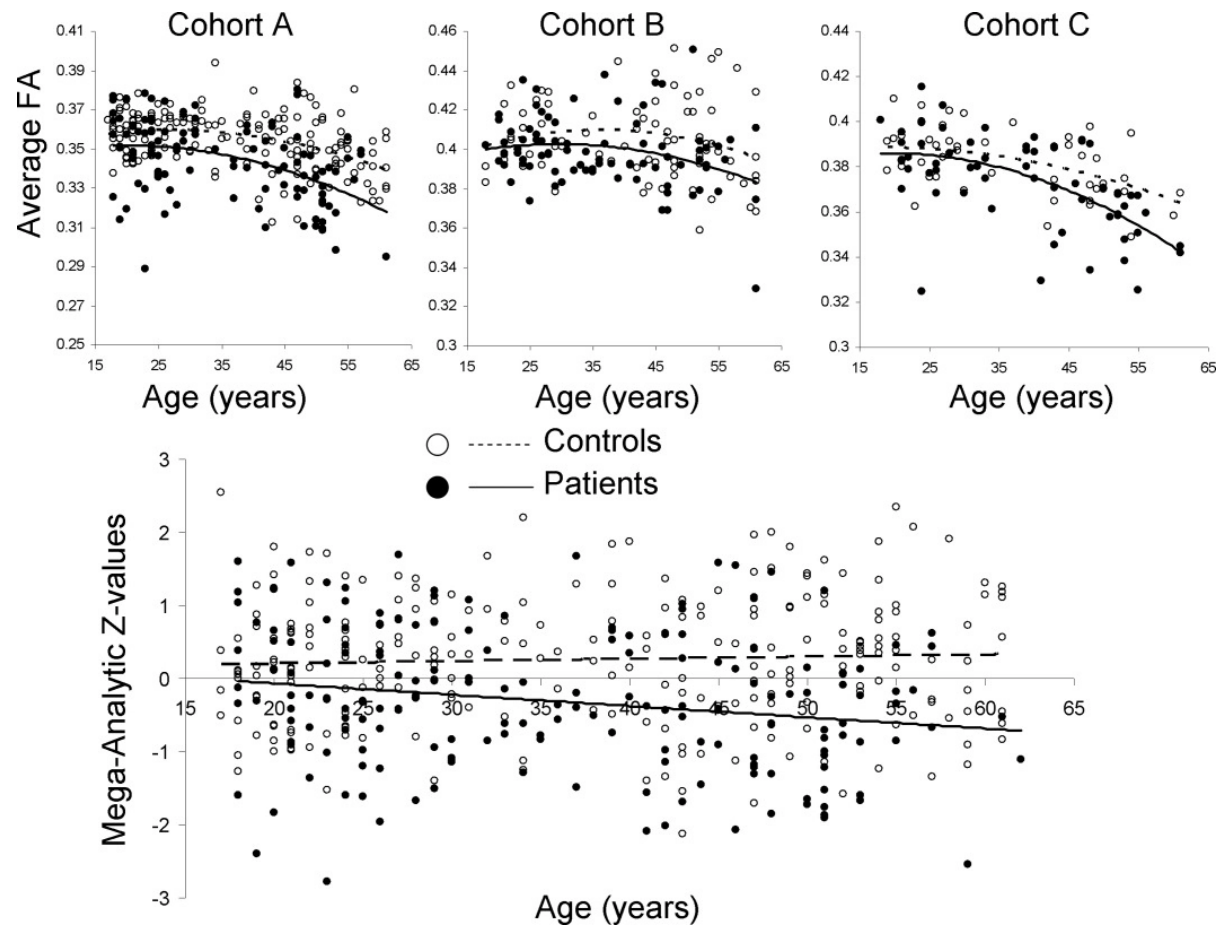 Cohort A
Cohort B
Cohort C
Average FA
0.41
0.39
0.37
0.35
0.33
0.31
0.29
0.27
0.25
15 25 35 45 55 65
Age (years)
0.46
0.44
0.42
0.4
0.38
0.36
0.34
0.32
0.3
15 25 35 45 55 65
Age (years)
0.44
0.42
0.4
0.38
0.36
0.34
0.32
0.3
15 25 35 45 55 65
Age (years)
Controls
Patients
Mega-Analytic Z-values
3
2
1
0
-1
-2
-3
15 20 25 30 35 40 45 50 55 60 65
Age (years)